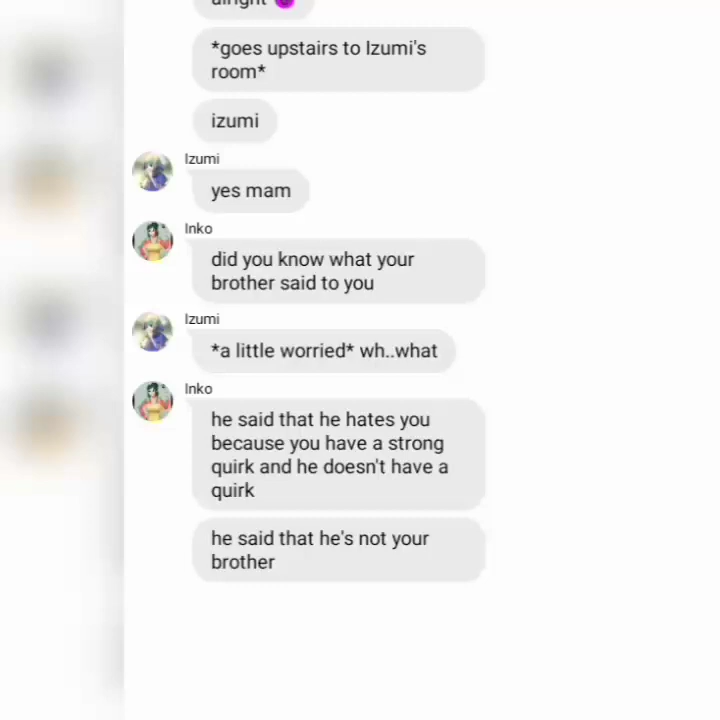 alright 😈
*goes upstairs to Izumi's
room*
izumi
Izumi
yes mam
Inko
did you know what your
brother said to you
Izumi
*a little worried* wh..what
Inko
he said that he hates you
because you have a strong
quirk and he doesn't have a
quirk
he said that he's not your
brother